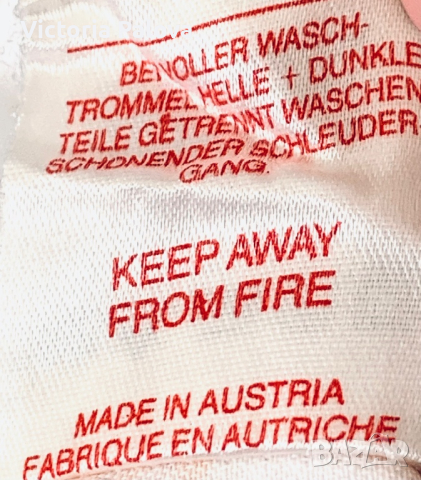 BEI VOLLER WASCH-
TROMMEL HELLE + DUNKLE
TEILE GETRENNT WASCHEN
SCHONENDER SCHLEUDER-
GANG.
KEEP AWAY
FROM FIRE
MADE IN AUSTRIA
FABRIQUE EN AUTRICHE
BAZAR